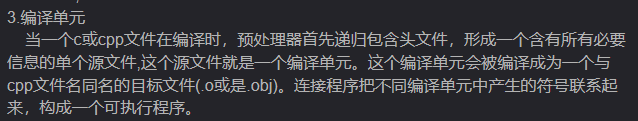 3.编译单元
当一个c或cpp文件在编译时，预处理器首先递归包含头文件，形成一个含有所有必要
信息的单个源文件,这个源文件就是一个编译单元。这个编译单元会被编译成为一个与
cpp文件名同名的目标文件(.o或是.obj)。连接程序把不同编译单元中产生的符号联系起
来，构成一个可执行程序。